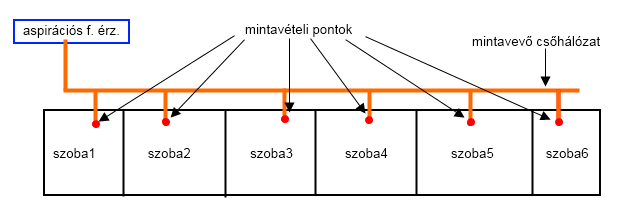 aspirációs f. érz.
mintavételi pontok
mintavevő csőhálózat
szoba1
szoba2
szoba3
szoba4
szoba5
szoba6